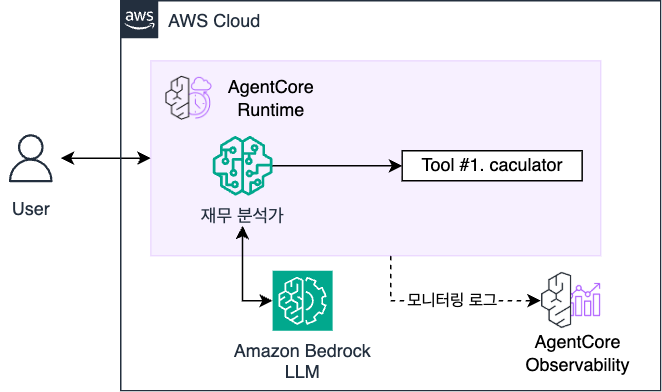 aws
AWS Cloud
AgentCore
Runtime
User
재무 분석가
Tool #1. caculator
Amazon Bedrock
LLM
모니터링 로그
AgentCore
Observability